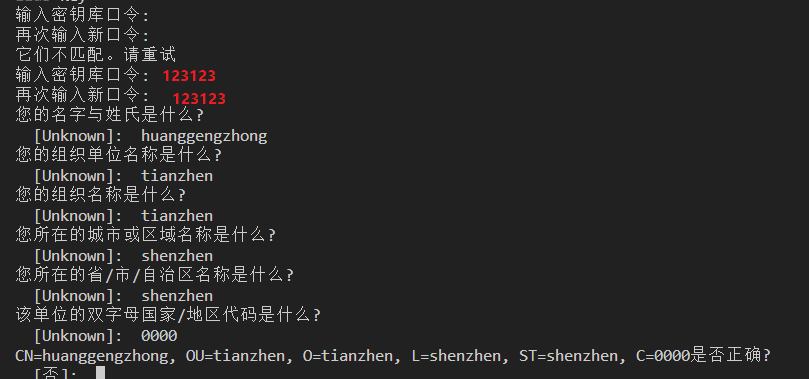 输入密钥库口令:
再次输入新口令:
它们不匹配。请重试
输入密钥库口令: 123123
再次输入新口令: 123123
您的名字与姓氏是什么?
[Unknown]: huanggengzhong
您的组织单位名称是什么?
[Unknown]: tianzhen
您的组织名称是什么?
[Unknown]: tianzhen
您所在的城市或区域名称是什么?
[Unknown]: shenzhen
您所在的省/市/自治区名称是什么?
[Unknown]: shenzhen
该单位的双字母国家/地区代码是什么?
[Unknown]: 0000
CN=huanggengzhong, OU=tianzhen, O=tianzhen, L=shenzhen, ST=shenzhen, C=0000是否正确?
[否]: